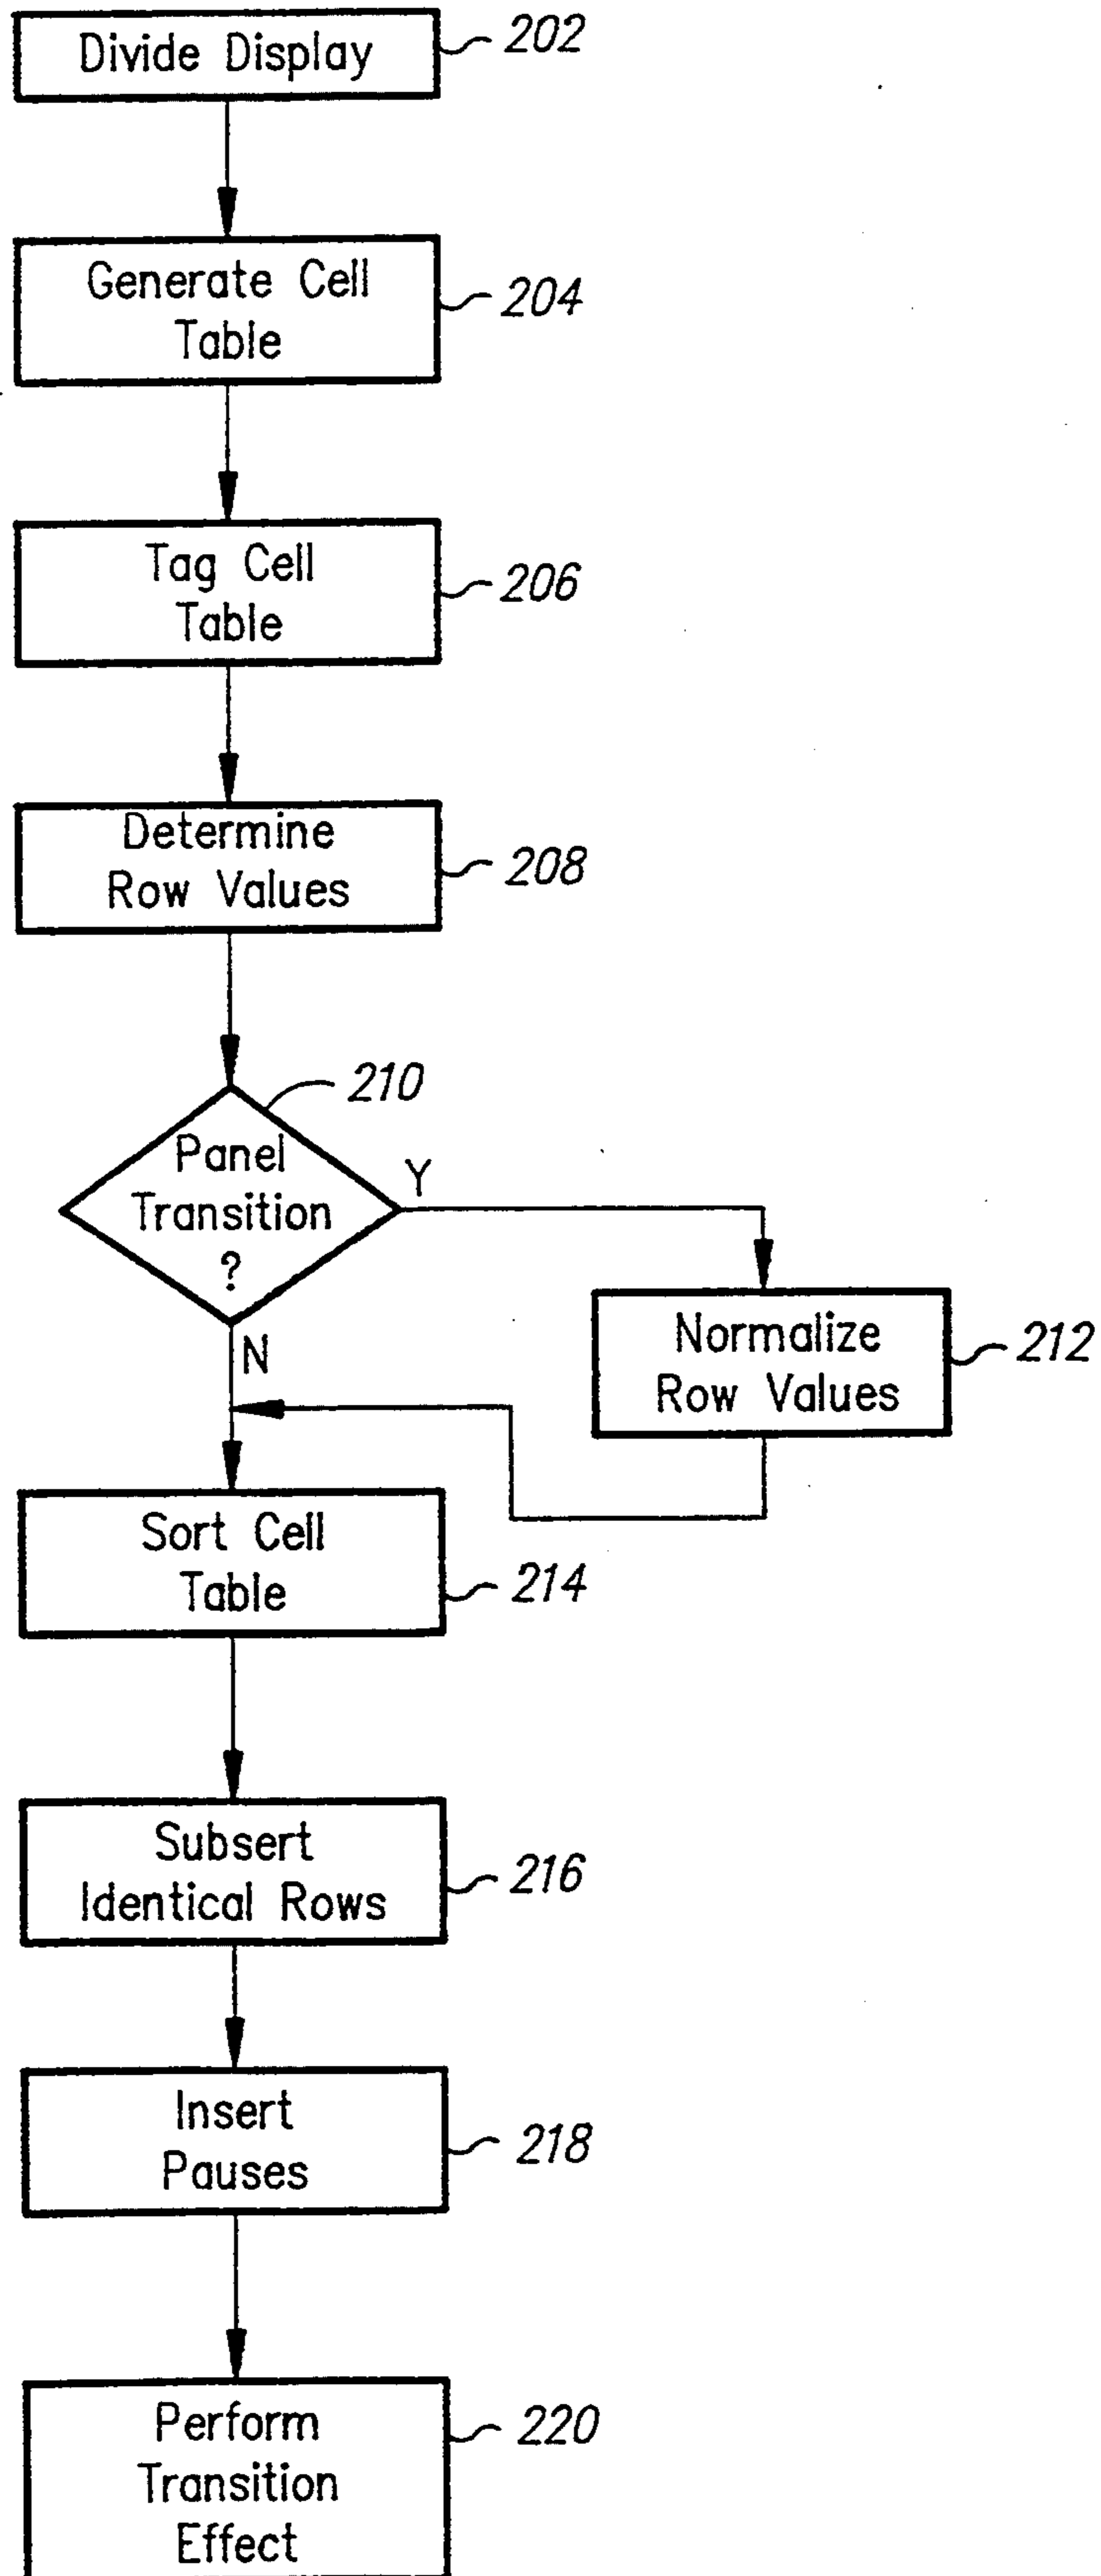 Divide Display
202
Generate Cell
Table
204
Tag Cell
Table
206
Determine
Row Values
208
210
Panel
Transition
?
Y
N
Normalize
Row Values
212
Sort Cell
Table
214
Subsert
Identical Rows
216
Insert
Pauses
218
Perform
Transition
Effect
220